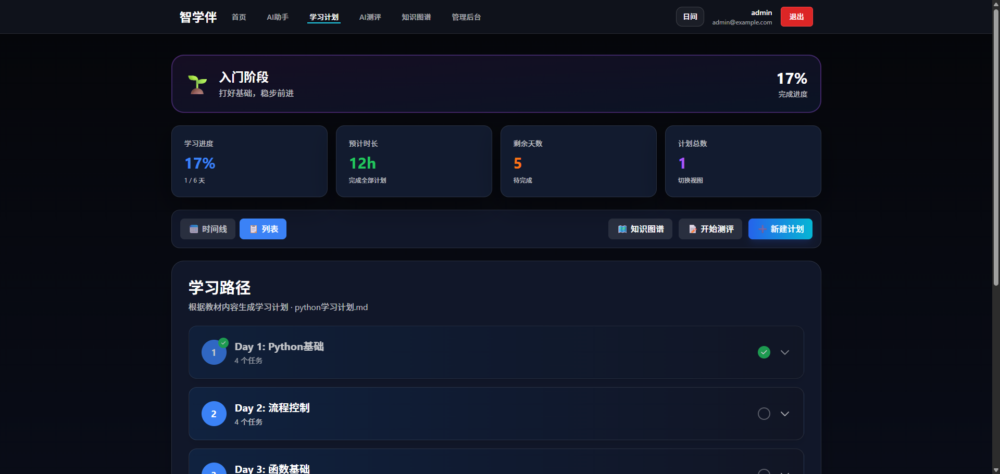 智学伴
首页
AI助手
学习计划
AI测评
知识图谱
管理后台
日间
admin
admin@example.com
退出
入门阶段
打好基础，稳步前进
17%
完成进度
学习进度
17%
1 / 6 天
预计时长
12h
完成全部计划
剩余天数
5
待完成
计划总数
1
切换视图
时间线
列表
知识图谱
开始测评
新建计划
学习路径
根据教材内容生成学习计划 · python学习计划.md
1
Day 1: Python基础
4 个任务
2
Day 2: 流程控制
4 个任务
3
Day 3: 函数基础